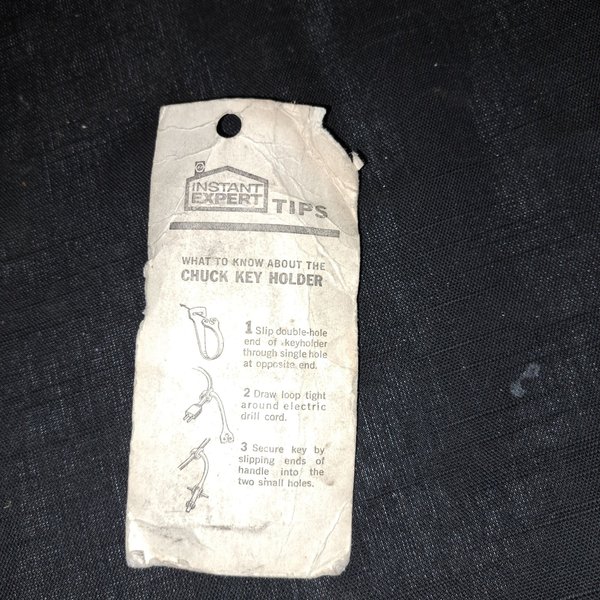 INSTANT
EXPERT TIPS
WHAT TO KNOW ABOUT THE
CHUCK KEY HOLDER
1 Slip double-hole
end of keyholder
through single hole
at opposite end.
2 Draw loop tight
around electric
drill cord.
3 Secure key by
slipping ends of
handle into the
two small holes.